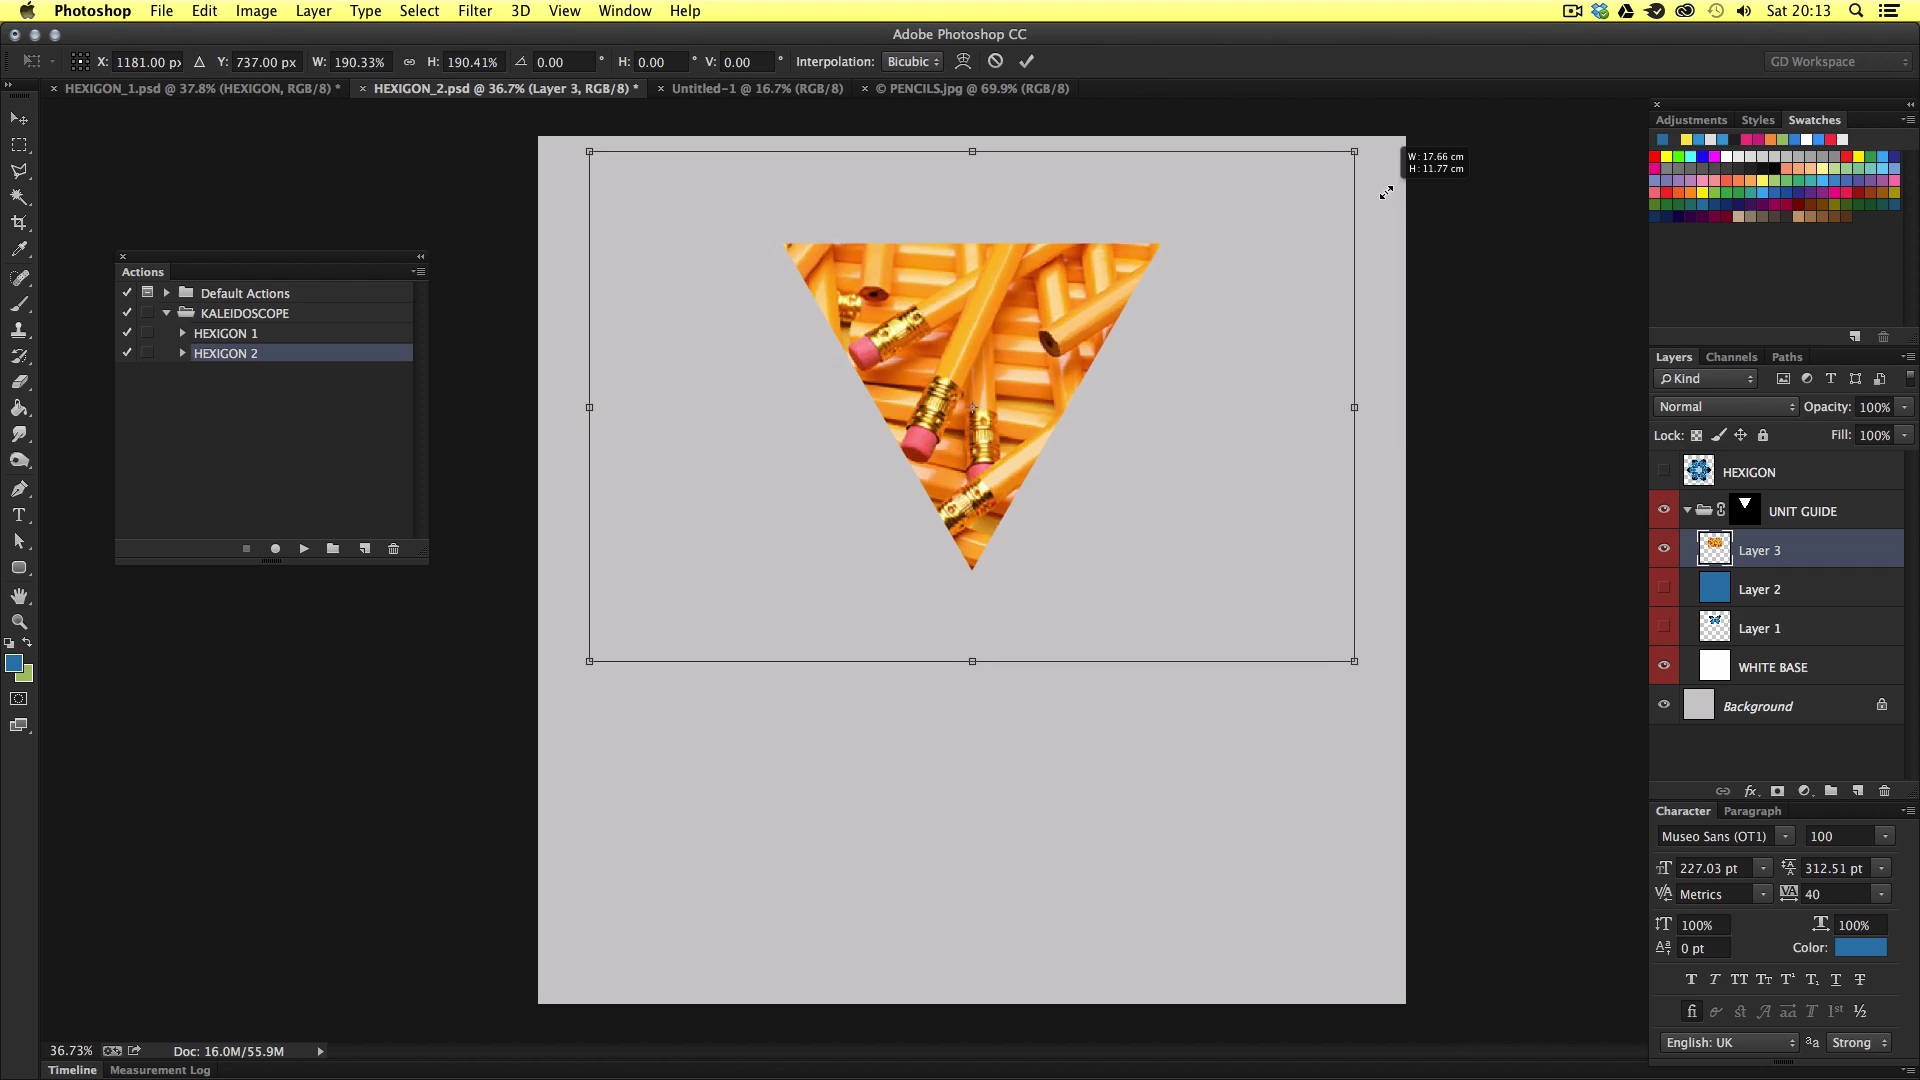 Photoshop File Edit Image Layer Type Select Filter 3D View Window Help Sat 20:13
Adobe Photoshop CC
X: 1181.00 px Y: 737.00 px W: 190.33% H: 190.41% 0.00 ° H: 0.00 ° V: 0.00 ° Interpolation: Bicubic GD Workspace
HEXIGON_1.psd @ 37.8% (HEXIGON, RGB/8) * HEXIGON_2.psd @ 36.7% (Layer 3, RGB/8) * Untitled-1 @ 16.7% (RGB/8) © PENCILS.jpg @ 69.9% (RGB/8)
Adjustments Styles Swatches
W: 17.66 cm
H: 11.77 cm
Actions
Default Actions
KALEIDOSCOPE
HEXIGON 1
HEXIGON 2
Layers Channels Paths
Kind
Normal Opacity: 100%
Lock: Fill: 100%
HEXIGON
UNIT GUIDE
Layer 3
Layer 2
Layer 1
WHITE BASE
Background
Character Paragraph
Museo Sans (OT1) 100
227.03 pt 312.51 pt
Metrics 40
100% 100%
0 pt Color:
English: UK Strong
36.73% Doc: 16.0M/55.9M
Timeline Measurement Log